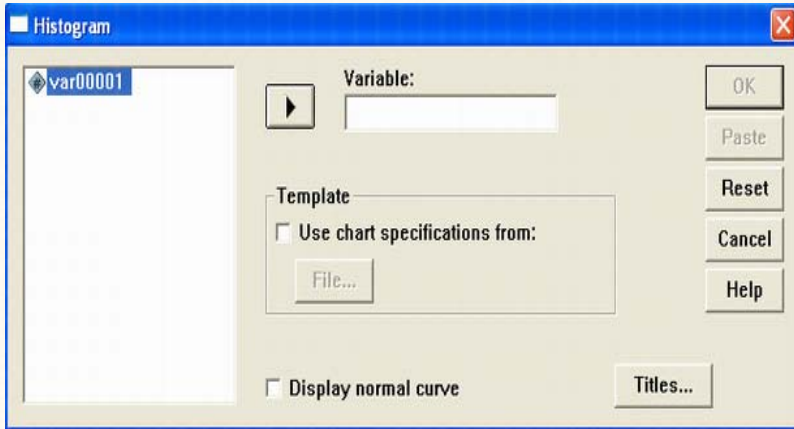 Histogram
var00001
Variable:
OK
Paste
Template
Reset
Use chart specifications from:
Cancel
File...
Help
Display normal curve
Titles...